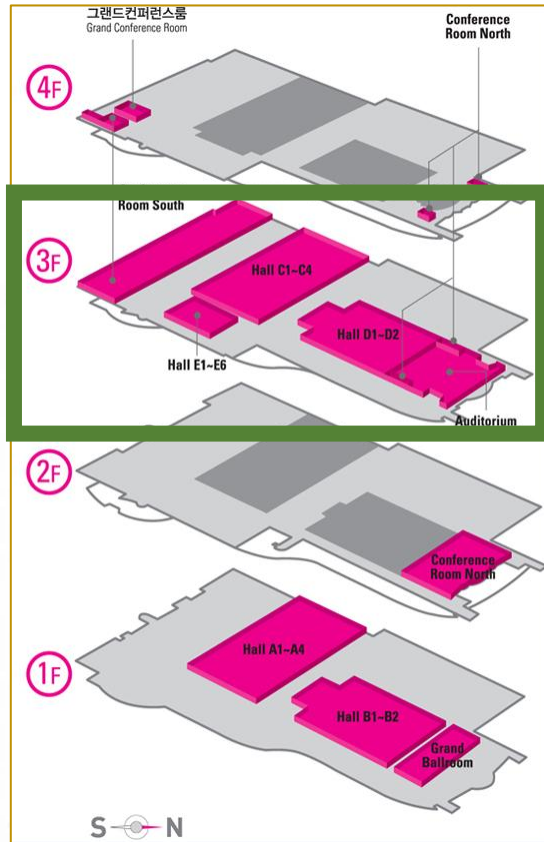 그랜드컨퍼런스룸
Grand Conference Room
Conference
Room North
4F
Room South
3F
Hall C1~C4
Hall D1~D2
Hall E1~E6
Auditorium
2F
Conference
Room North
1F
Hall A1~A4
Hall B1~B2
Grand
Ballroom
S N